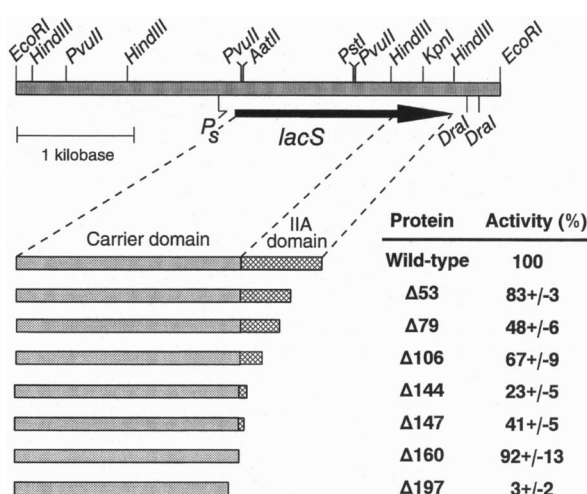 EcoRI HindIII PvuII HindIII PvuII AatII PstI PvuII HindIII KpnI HindIII EcoRI
Ps lacS DraI DraI
1 kilobase
Carrier domain IIA domain
Protein Activity (%)
Wild-type 100
Δ53 83+/-3
Δ79 48+/-6
Δ106 67+/-9
Δ144 23+/-5
Δ147 41+/-5
Δ160 92+/-13
Δ197 3+/-2